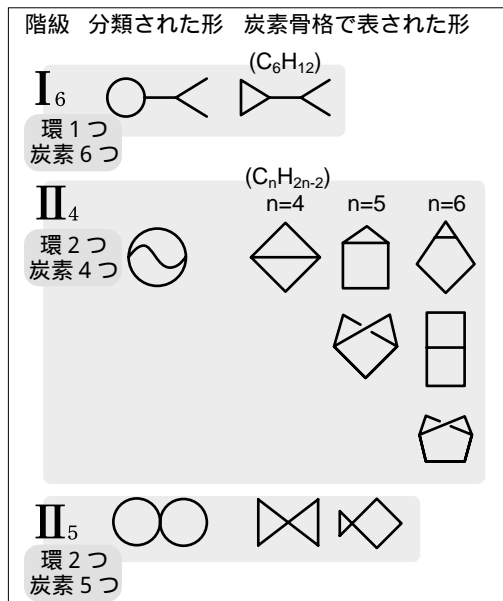 階級 分類された形 炭素骨格で表された形
(C₆H₁₂)
I₆
環1つ
炭素6つ
(CₙH₂ₙ₋₂)
n=4 n=5 n=6
II₄
環2つ
炭素4つ
II₅
環2つ
炭素5つ